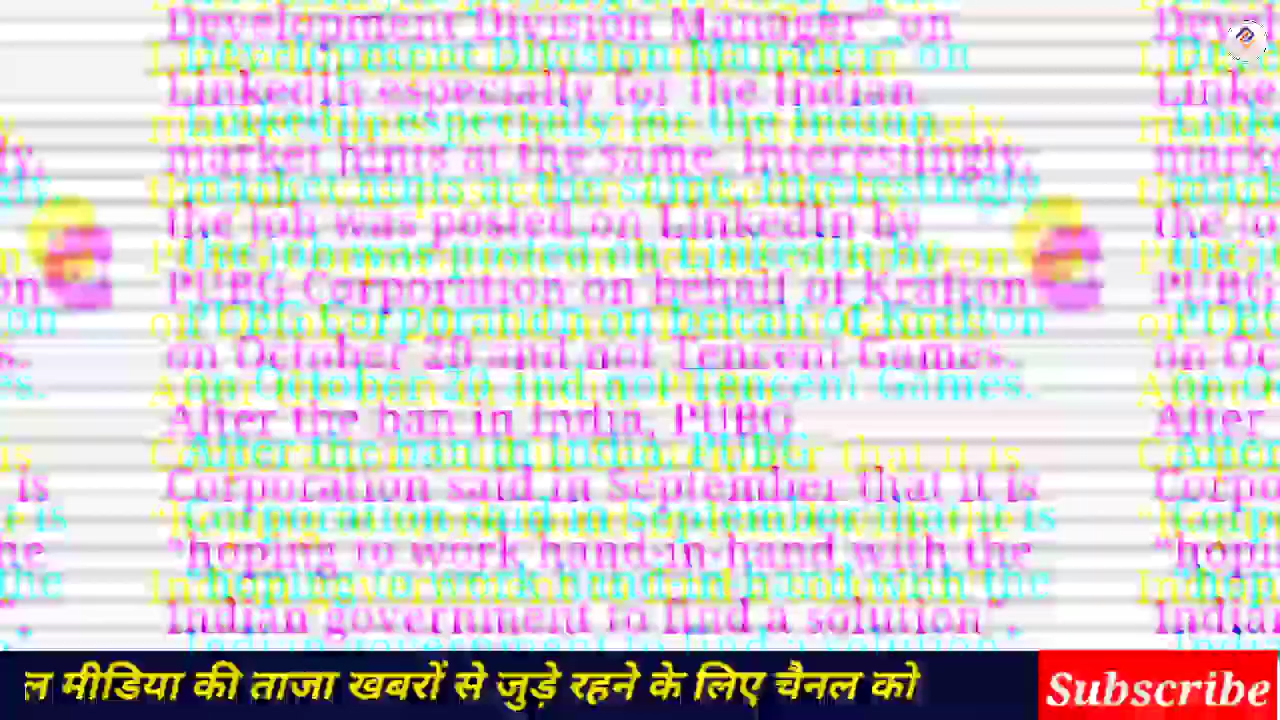 Development Division Manager" on
LinkedIn especially for the Indian
market hints at the same. Interestingly,
the job was posted on LinkedIn by
PUBG Corporation on behalf of Krafton
on October 20 and not Tencent Games.
After the ban in India, PUBG
Corporation said in September that it is
"hoping to work hand-in-hand with the
Indian government to find a solution".
ल मीडिया की ताजा खबरों से जुड़े रहने के लिए चैनल को
Subscribe